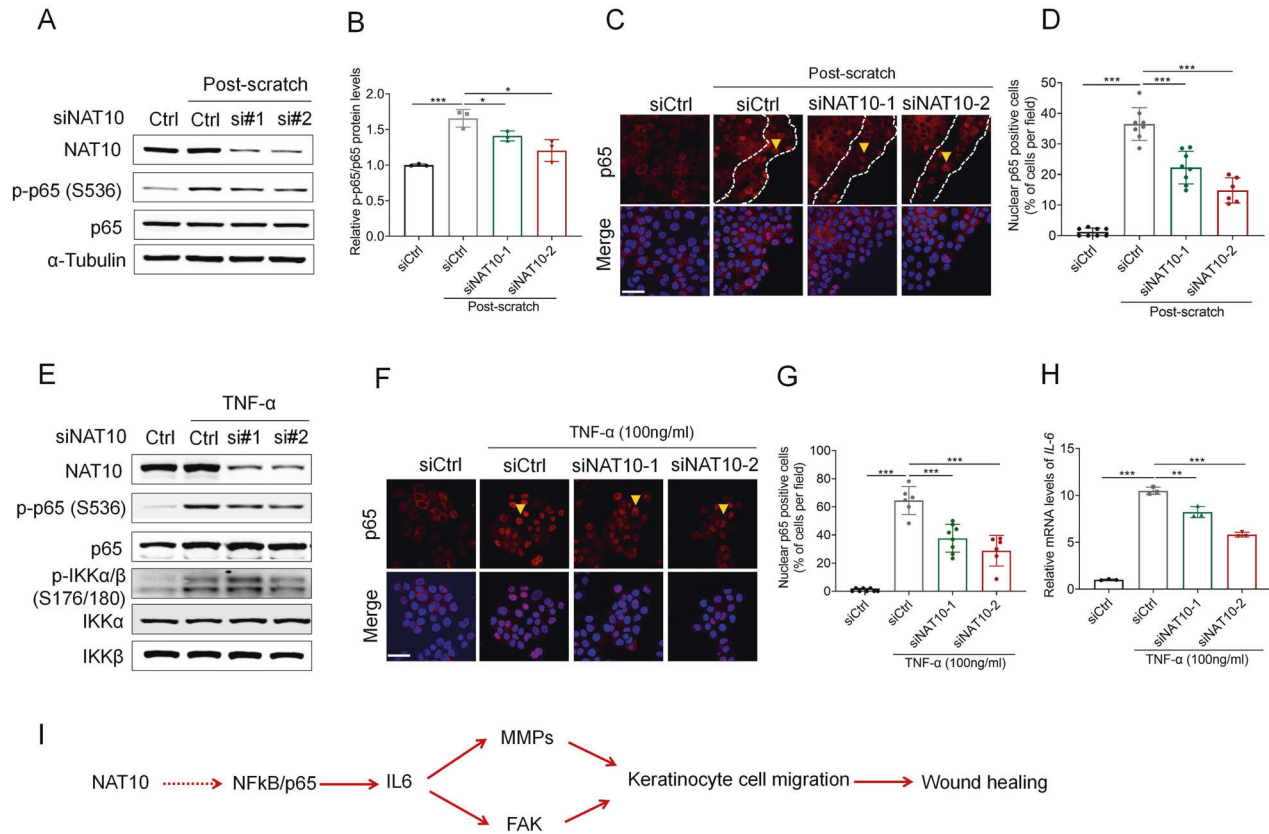 A
Post-scratch
siNAT10 Ctrl Ctrl si#1 si#2
NAT10
p-p65 (S536)
p65
α-Tubulin
B
Relative p-p65/p65 protein levels
2.0
1.5
1.0
0.5
0.0
***
*
*
siCtrl
siCtrl
siNAT10-1
siNAT10-2
Post-scratch
C
Post-scratch
siCtrl siCtrl siNAT10-1 siNAT10-2
p65
Merge
D
Nuclear p65 positive cells
(% of cells per field)
50
40
30
20
10
0
***
***
***
siCtrl
siCtrl
siNAT10-1
siNAT10-2
Post-scratch
E
TNF-α
siNAT10 Ctrl Ctrl si#1 si#2
NAT10
p-p65 (S536)
p65
p-IKKα/β
(S176/180)
IKKα
IKKβ
F
TNF-α (100ng/ml)
siCtrl siCtrl siNAT10-1 siNAT10-2
p65
Merge
G
Nuclear p65 positive cells
(% of cells per field)
100
80
60
40
20
0
***
***
***
siCtrl
siCtrl
siNAT10-1
siNAT10-2
TNF-α (100ng/ml)
H
Relative mRNA levels of IL-6
15
10
5
0
***
***
**
siCtrl
siCtrl
siNAT10-1
siNAT10-2
TNF-α (100ng/ml)
I
MMPs
NAT10 NFkB/p65 IL6 Keratinocyte cell migration Wound healing
FAK